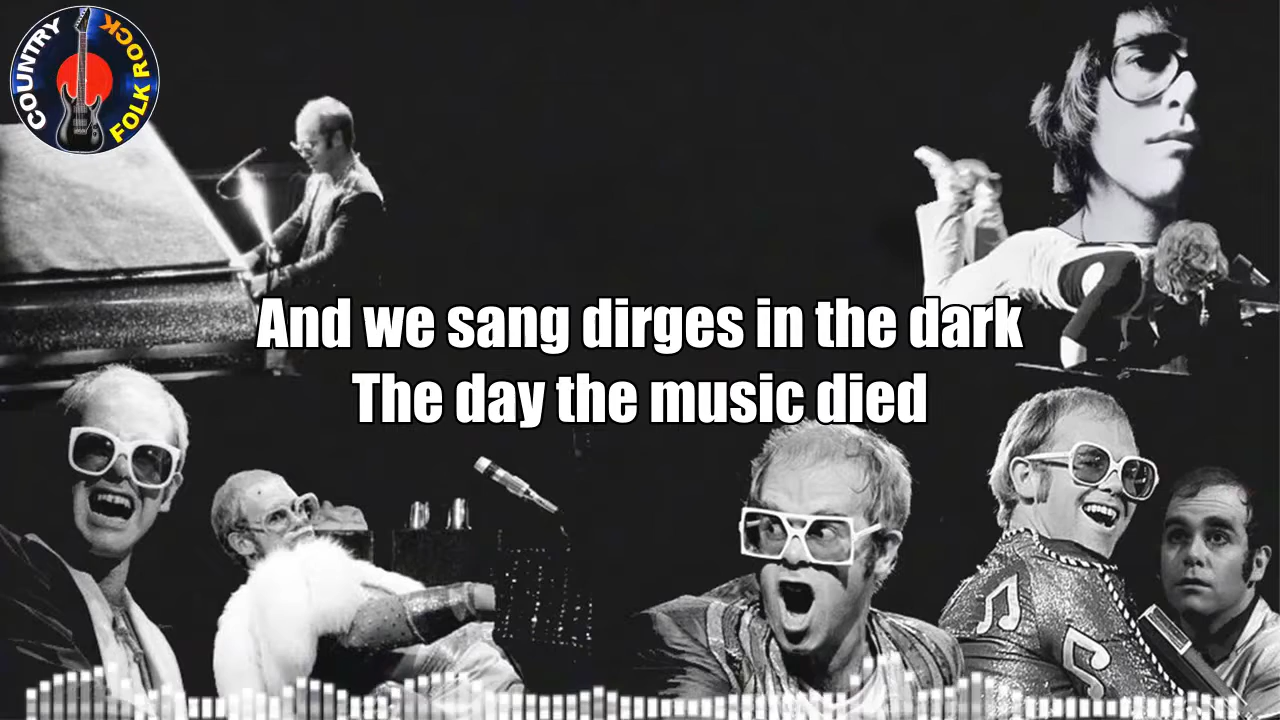 COUNTRY
FOLK ROCK
And we sang dirges in the dark
The day the music died